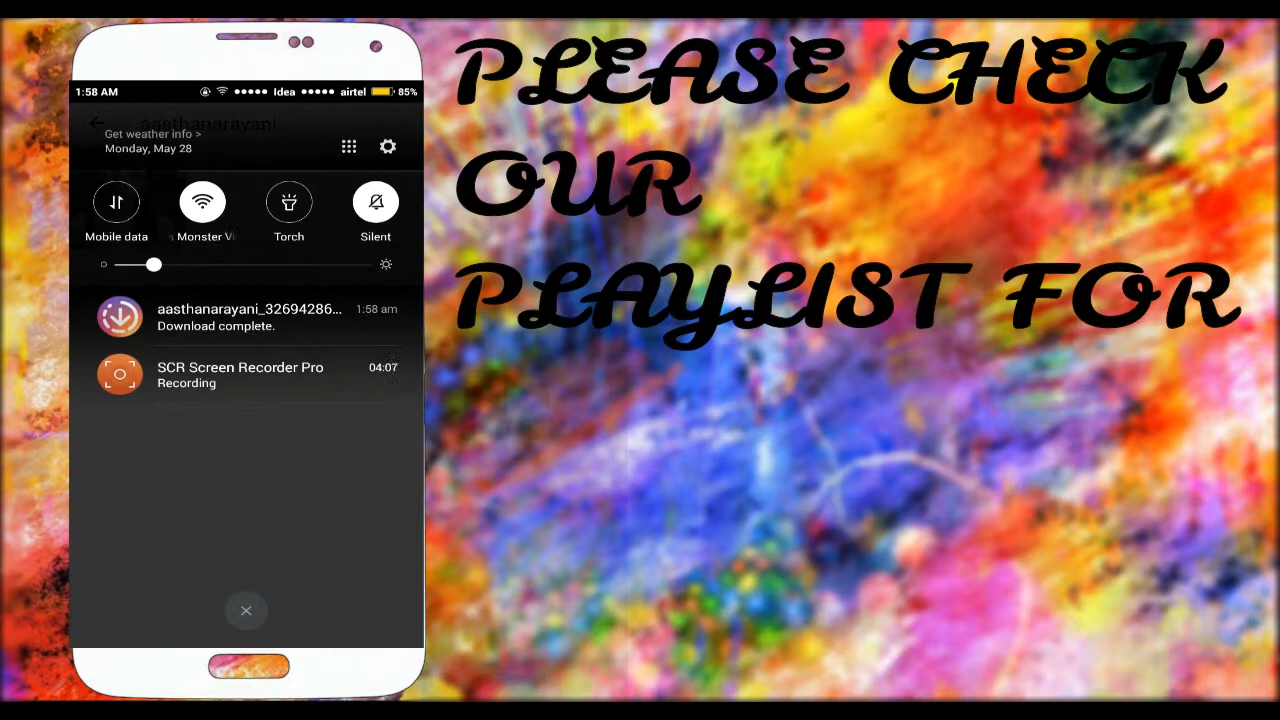 PLEASE CHECK
OUR
PLAYLIST FOR
1:58 AM Idea airtel 85%
aasthanarayani
Get weather info >
Monday, May 28
Mobile data Monster Torch Silent
aasthanarayani_32694286... 1:58 am
Download complete.
SCR Screen Recorder Pro 04:07
Recording